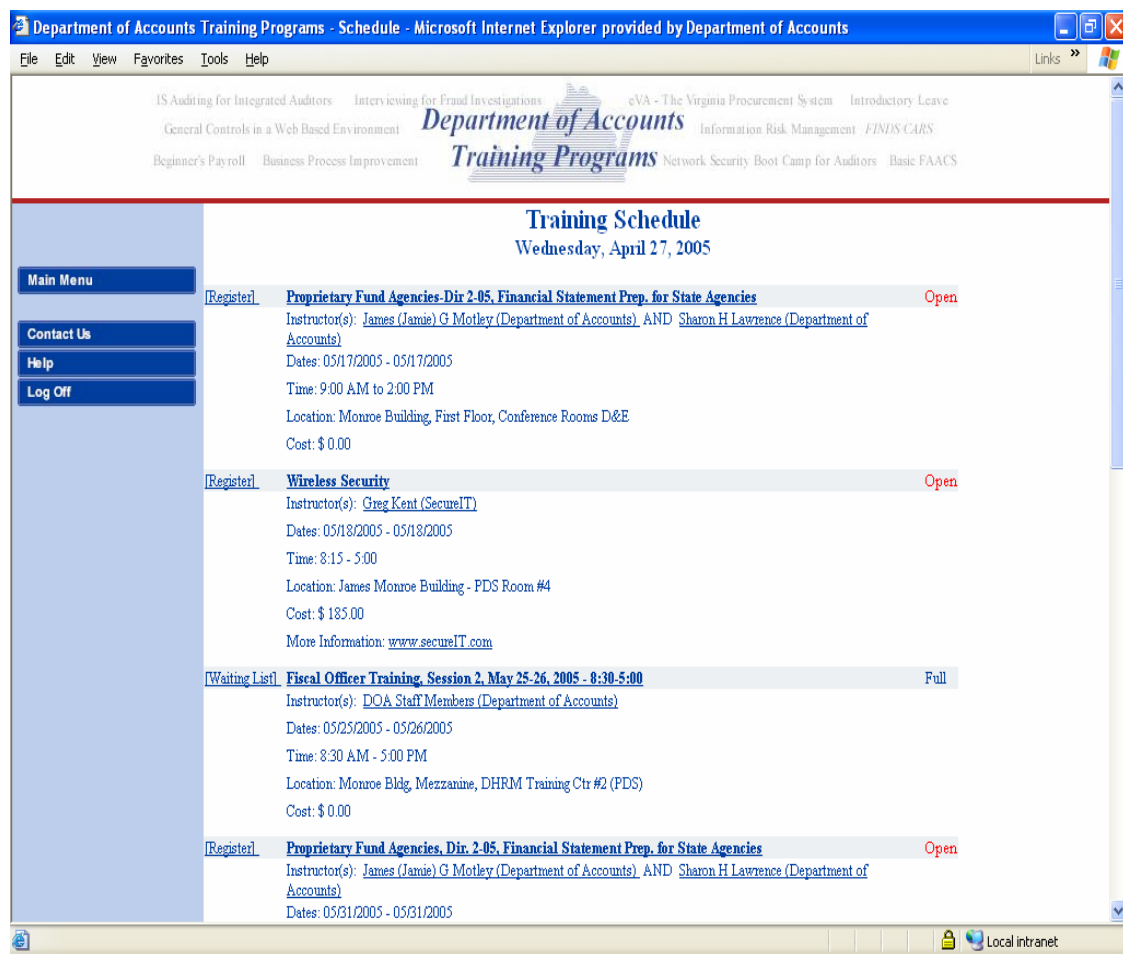 Department of Accounts Training Programs - Schedule - Microsoft Internet Explorer provided by Department of Accounts
File Edit View Favorites Tools Help Links »
IS Auditing for Integrated Auditors Interviewing for Fraud Investigations eVA - The Virginia Procurement System Introductory Leave
General Controls in a Web Based Environment Department of Accounts Information Risk Management FINDS CARS
Beginner's Payroll Business Process Improvement Training Programs Network Security Boot Camp for Auditors Basic FAACS
Training Schedule
Wednesday, April 27, 2005
Main Menu
Contact Us
Help
Log Off
[Register] Proprietary Fund Agencies-Dir 2-05, Financial Statement Prep. for State Agencies Open
Instructor(s): James (Jamie) G Motley (Department of Accounts) AND Sharon H Lawrence (Department of
Accounts)
Dates: 05/17/2005 - 05/17/2005
Time: 9:00 AM to 2:00 PM
Location: Monroe Building, First Floor, Conference Rooms D&E
Cost: $ 0.00
[Register] Wireless Security Open
Instructor(s): Greg Kent (SecureIT)
Dates: 05/18/2005 - 05/18/2005
Time: 8:15 - 5:00
Location: James Monroe Building - PDS Room #4
Cost: $ 185.00
More Information: www.secureIT.com
[Waiting List] Fiscal Officer Training, Session 2, May 25-26, 2005 - 8:30-5:00 Full
Instructor(s): DOA Staff Members (Department of Accounts)
Dates: 05/25/2005 - 05/26/2005
Time: 8:30 AM - 5:00 PM
Location: Monroe Bldg, Mezzanine, DHRM Training Ctr #2 (PDS)
Cost: $ 0.00
[Register] Proprietary Fund Agencies, Dir. 2-05, Financial Statement Prep. for State Agencies Open
Instructor(s): James (Jamie) G Motley (Department of Accounts) AND Sharon H Lawrence (Department of
Accounts)
Dates: 05/31/2005 - 05/31/2005
Local intranet